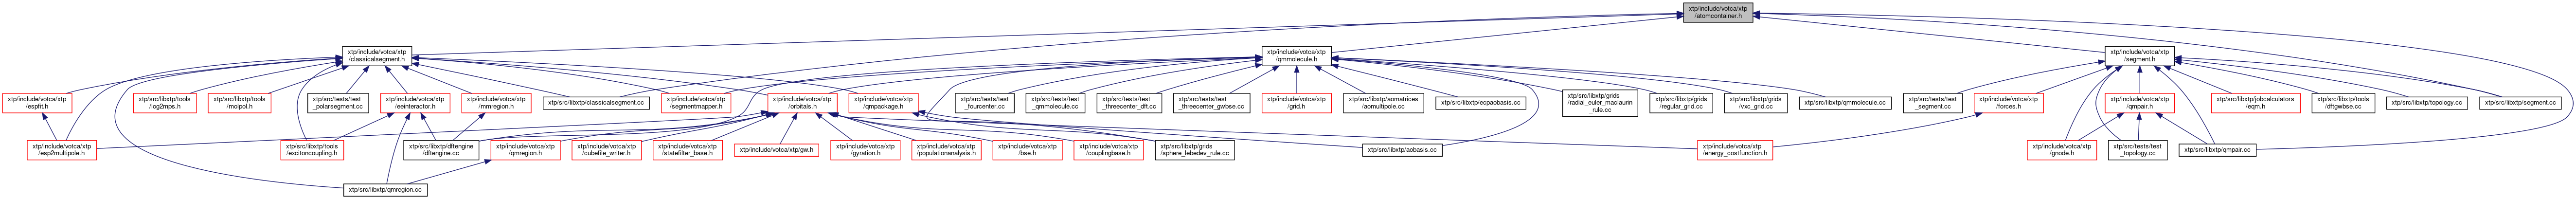 xtp/include/votca/xtp
/atomcontainer.h
xtp/include/votca/xtp
/classicalsegment.h
xtp/include/votca/xtp
/qmmolecule.h
xtp/include/votca/xtp
/segment.h
xtp/include/votca/xtp
/espfit.h
xtp/src/libxtp/tools
/log2mps.h
xtp/src/libxtp/tools
/molpol.h
xtp/src/tests/test
_polarsegment.cc
xtp/include/votca/xtp
/eeinteractor.h
xtp/include/votca/xtp
/mmregion.h
xtp/src/libxtp/classicalsegment.cc
xtp/include/votca/xtp
/segmentmapper.h
xtp/include/votca/xtp
/orbitals.h
xtp/include/votca/xtp
/qmpackage.h
xtp/src/tests/test
_fourcenter.cc
xtp/src/tests/test
_qmmolecule.cc
xtp/src/tests/test
_threecenter_dft.cc
xtp/src/tests/test
_threecenter_gwbse.cc
xtp/include/votca/xtp
/grid.h
xtp/src/libxtp/aomatrices
/aomultipole.cc
xtp/src/libxtp/ecpaobasis.cc
xtp/src/libxtp/grids
/radial_euler_maclaurin
_rule.cc
xtp/src/libxtp/grids
/regular_grid.cc
xtp/src/libxtp/grids
/vxc_grid.cc
xtp/src/libxtp/qmmolecule.cc
xtp/src/tests/test
_segment.cc
xtp/include/votca/xtp
/forces.h
xtp/include/votca/xtp
/qmpair.h
xtp/src/libxtp/jobcalculators
/eqm.h
xtp/src/libxtp/tools
/dftgwbse.cc
xtp/src/libxtp/topology.cc
xtp/src/libxtp/segment.cc
xtp/include/votca/xtp
/esp2multipole.h
xtp/src/libxtp/tools
/excitoncoupling.h
xtp/src/libxtp/dftengine
/dftengine.cc
xtp/include/votca/xtp
/qmregion.h
xtp/include/votca/xtp
/cubefile_writer.h
xtp/include/votca/xtp
/statefilter_base.h
xtp/include/votca/xtp/gw.h
xtp/include/votca/xtp
/gyration.h
xtp/include/votca/xtp
/populationanalysis.h
xtp/include/votca/xtp
/bse.h
xtp/include/votca/xtp
/couplingbase.h
xtp/src/libxtp/grids
/sphere_lebedev_rule.cc
xtp/src/libxtp/aobasis.cc
xtp/include/votca/xtp
/energy_costfunction.h
xtp/include/votca/xtp
/gnode.h
xtp/src/tests/test
_topology.cc
xtp/src/libxtp/qmpair.cc
xtp/src/libxtp/qmregion.cc